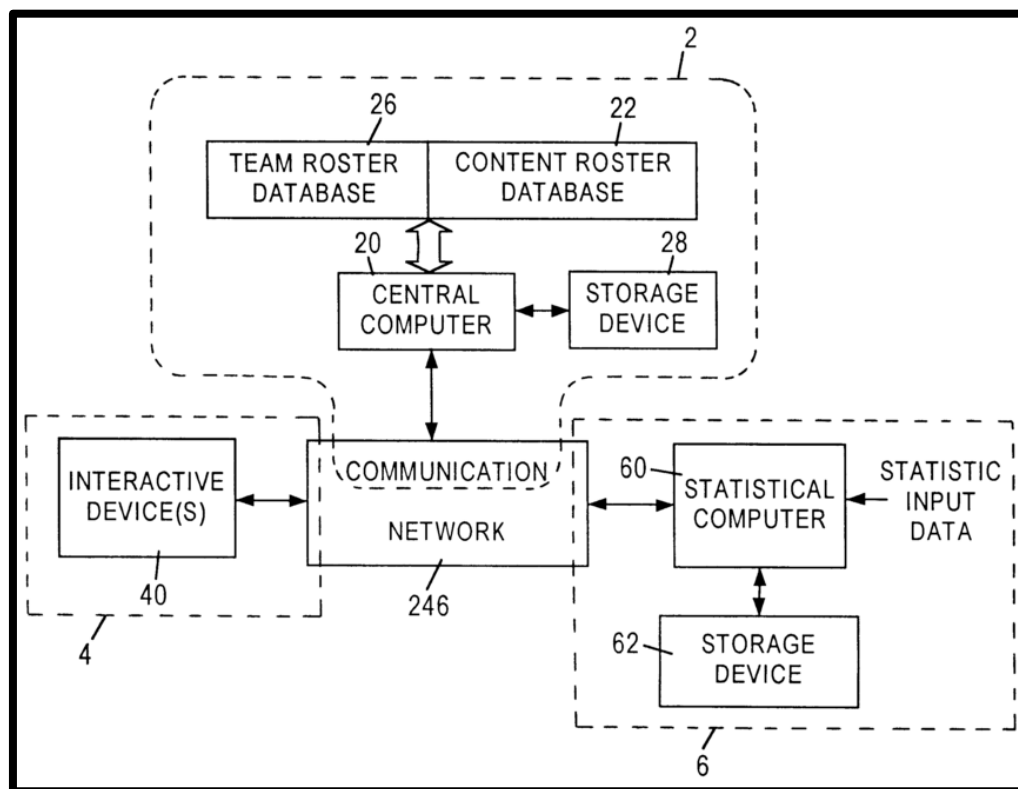 2
26
22
TEAM ROSTER
DATABASE
CONTENT ROSTER
DATABASE
20
28
CENTRAL
COMPUTER
STORAGE
DEVICE
INTERACTIVE
DEVICE(S)
40
4
COMMUNICATION
NETWORK
246
60
STATISTICAL
COMPUTER
STATISTIC
INPUT
DATA
62
STORAGE
DEVICE
6